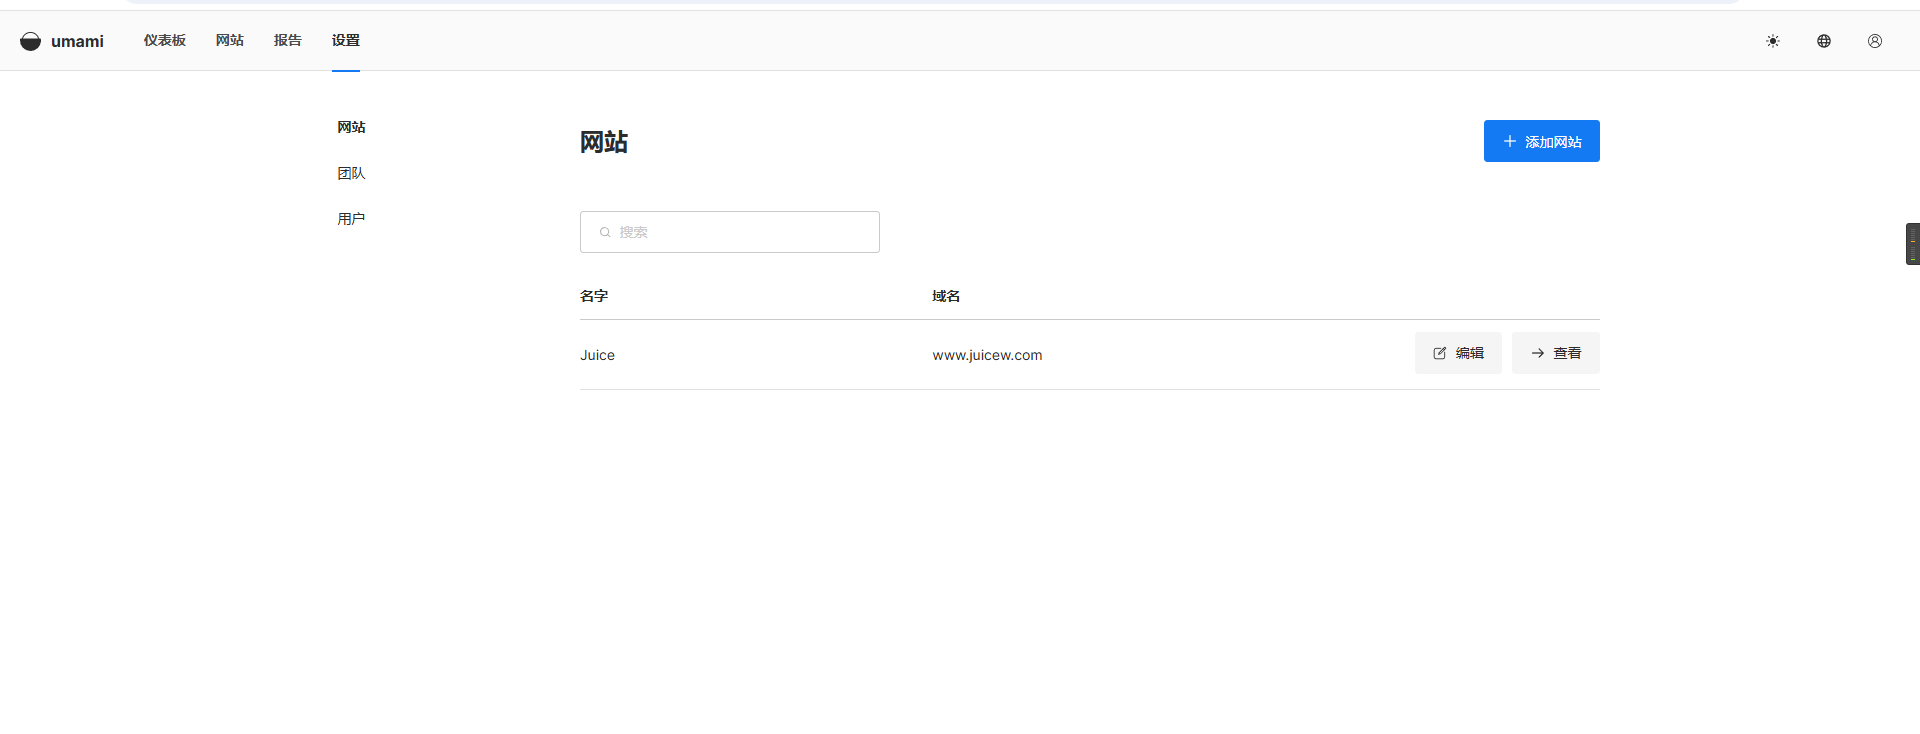 umami 仪表板 网站 报告 设置
网站
团队
用户
网站
添加网站
搜索
名字 域名
Juice www.juicew.com 编辑 查看